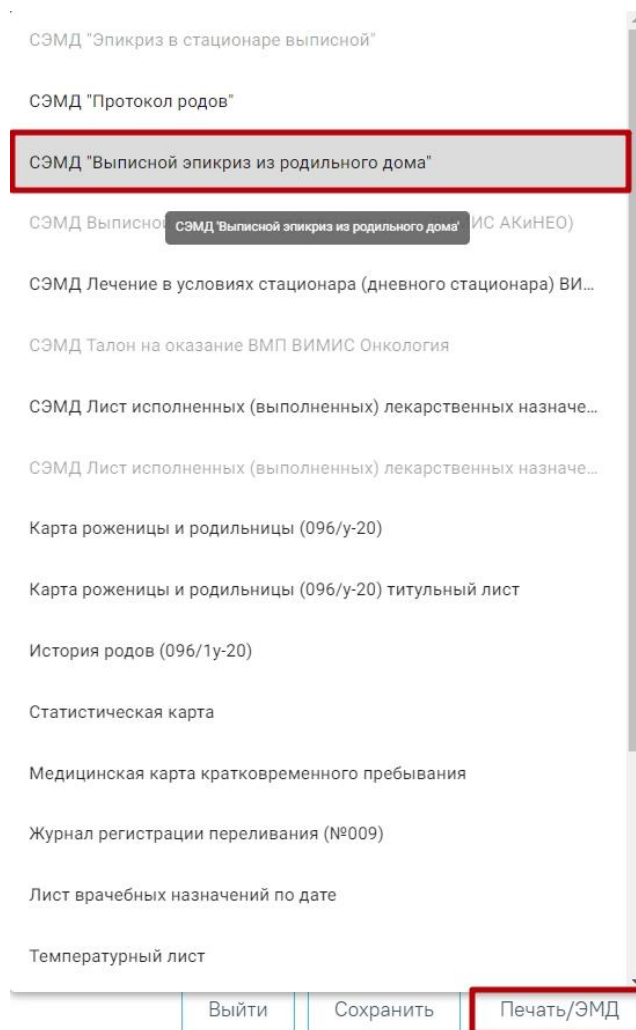 СЭМД "Эпикриз в стационаре выписной"
СЭМД "Протокол родов"
СЭМД "Выписной эпикриз из родильного дома"
СЭМД Выписной ИС АКиНЕО)
СЭМД 'Выписной эпикриз из родильного дома'
СЭМД Лечение в условиях стационара (дневного стационара) ВИ...
СЭМД Талон на оказание ВМП ВИМИС Онкология
СЭМД Лист исполненных (выполненных) лекарственных назначе...
СЭМД Лист исполненных (выполненных) лекарственных назначе...
Карта роженицы и родильницы (096/у-20)
Карта роженицы и родильницы (096/у-20) титульный лист
История родов (096/1у-20)
Статистическая карта
Медицинская карта кратковременного пребывания
Журнал регистрации переливания (№009)
Лист врачебных назначений по дате
Температурный лист
Выйти Сохранить Печать/ЭМД